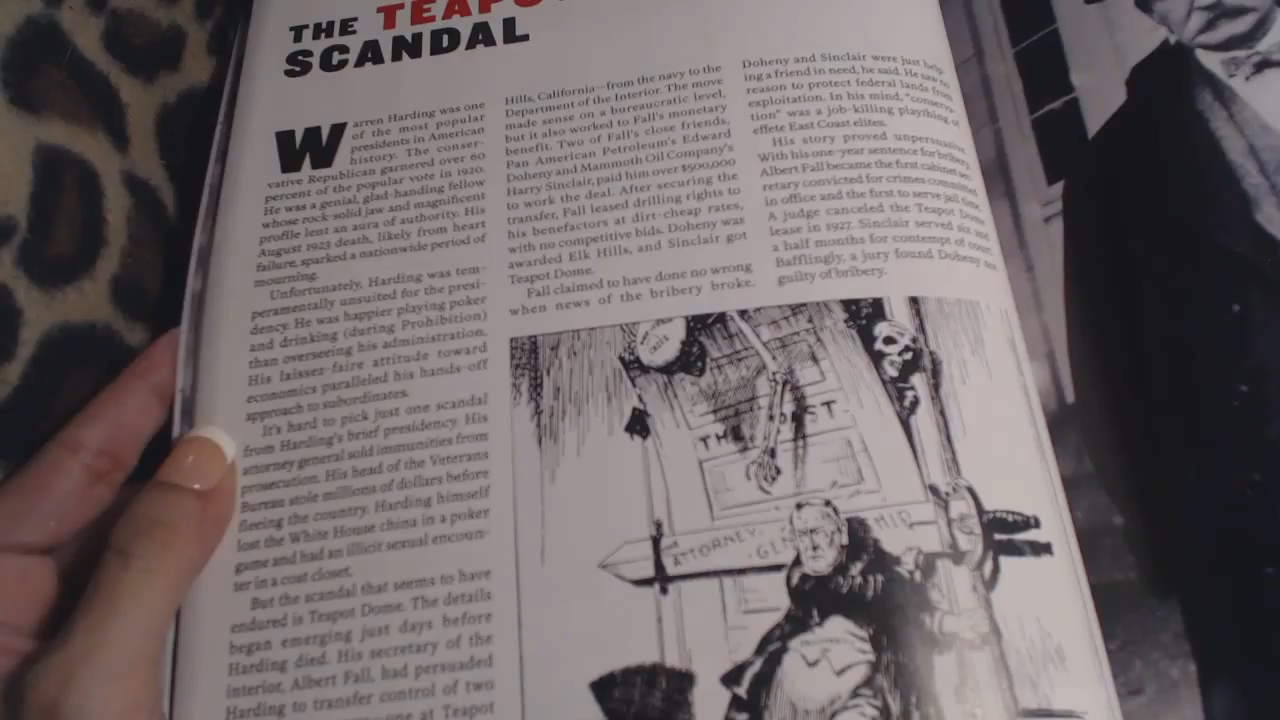 THE TEAPO
SCANDAL
Warren Harding was one
of the most popular
presidents in American
history. The conser-
vative Republican garnered over 60
percent of the popular vote in 1920.
He was a genial, glad-handing fellow
whose rock-solid jaw and magnificent
profile lent an aura of authority. His
August 1923 death, likely from heart
failure, sparked a nationwide period of
mourning.
Unfortunately, Harding was tem-
peramentally unsuited for the presi-
dency. He was happier playing poker
and drinking (during Prohibition)
than overseeing his administration.
His laissez-faire attitude toward
economics paralleled his hands-off
approach to subordinates.
It's hard to pick just one scandal
from Harding's brief presidency. His
attorney general sold immunities from
prosecution. His head of the Veterans
Bureau stole millions of dollars before
fleeing the country. Harding himself
lost the White House china in a poker
game and had an illicit sexual encoun-
ter in a coat closet.
But the scandal that seems to have
endured is Teapot Dome. The details
began emerging just days before
Harding died. His secretary of the
interior, Albert Fall, had persuaded
Harding to transfer control of two
at Teapot
Hills, California—from the navy to the
Department of the Interior. The move
made sense on a bureaucratic level,
but it also worked to Fall's monetary
benefit. Two of Fall's close friends,
Pan American Petroleum's Edward
Doheny and Mammoth Oil Company's
Harry Sinclair, paid him over $500,000
to work the deal. After securing the
transfer, Fall leased drilling rights to
his benefactors at dirt-cheap rates,
with no competitive bids. Doheny was
awarded Elk Hills, and Sinclair got
Teapot Dome.
Fall claimed to have done no wrong
when news of the bribery broke.
Doheny and Sinclair were just help-
ing a friend in need, he said. He saw no
reason to protect federal lands from
exploitation. In his mind, "conserva-
tion" was a job-killing plaything of
effete East Coast elites.
His story proved unpersuasive.
With his one-year sentence for bribery,
Albert Fall became the first cabinet sec-
retary convicted for crimes committed
in office and the first to serve jail time.
A judge canceled the Teapot Dome
lease in 1927. Sinclair served six and
a half months for contempt of court.
Bafflingly, a jury found Doheny not
guilty of bribery.
THE ST
ATTORNEY-
GEN SHIP